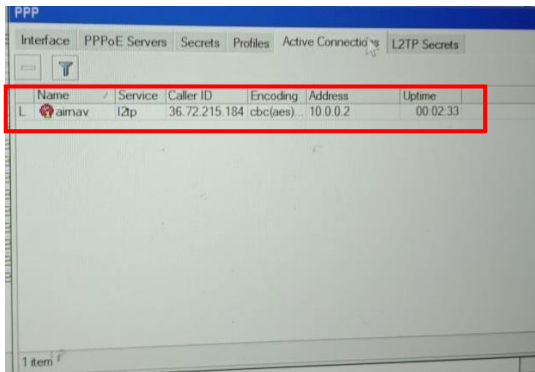 PPP
Interface PPPoE Servers Secrets Profiles Active Connections L2TP Secrets
Name Service Caller ID Encoding Address Uptime
L airnav l2tp 36.72.215.184 cbc(aes)... 10.0.0.2 00:02:33
1 item